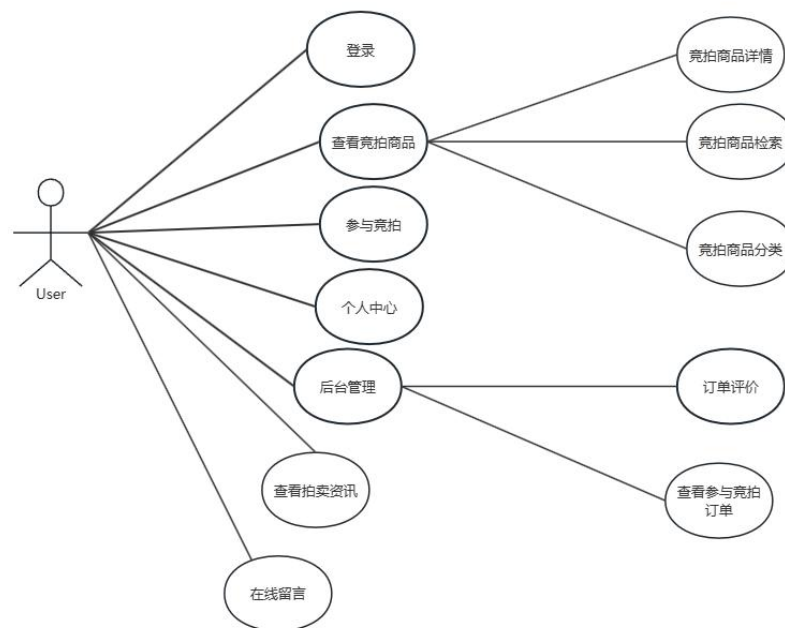 登录
竞拍商品详情
查看竞拍商品
竞拍商品检索
参与竞拍
竞拍商品分类
User
个人中心
后台管理
订单评价
查看拍卖资讯
查看参与竞拍
订单
在线留言